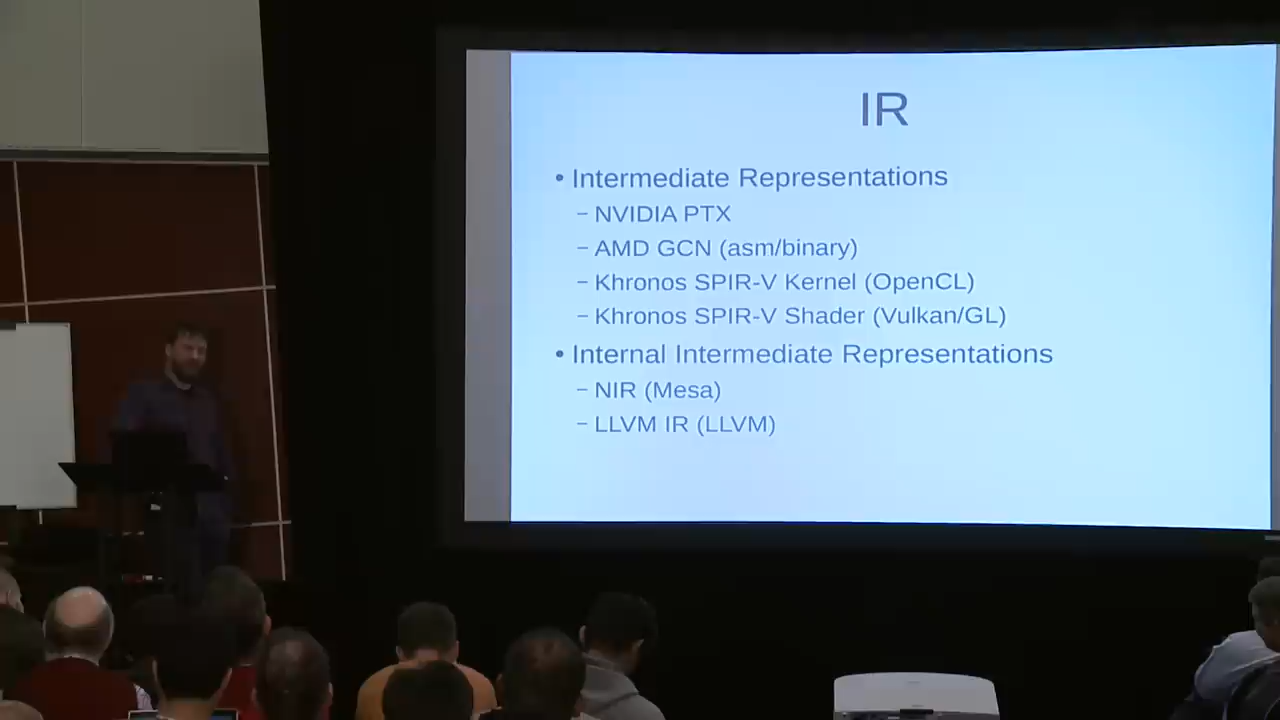 IR
• Intermediate Representations
– NVIDIA PTX
– AMD GCN (asm/binary)
– Khronos SPIR-V Kernel (OpenCL)
– Khronos SPIR-V Shader (Vulkan/GL)
• Internal Intermediate Representations
– NIR (Mesa)
– LLVM IR (LLVM)